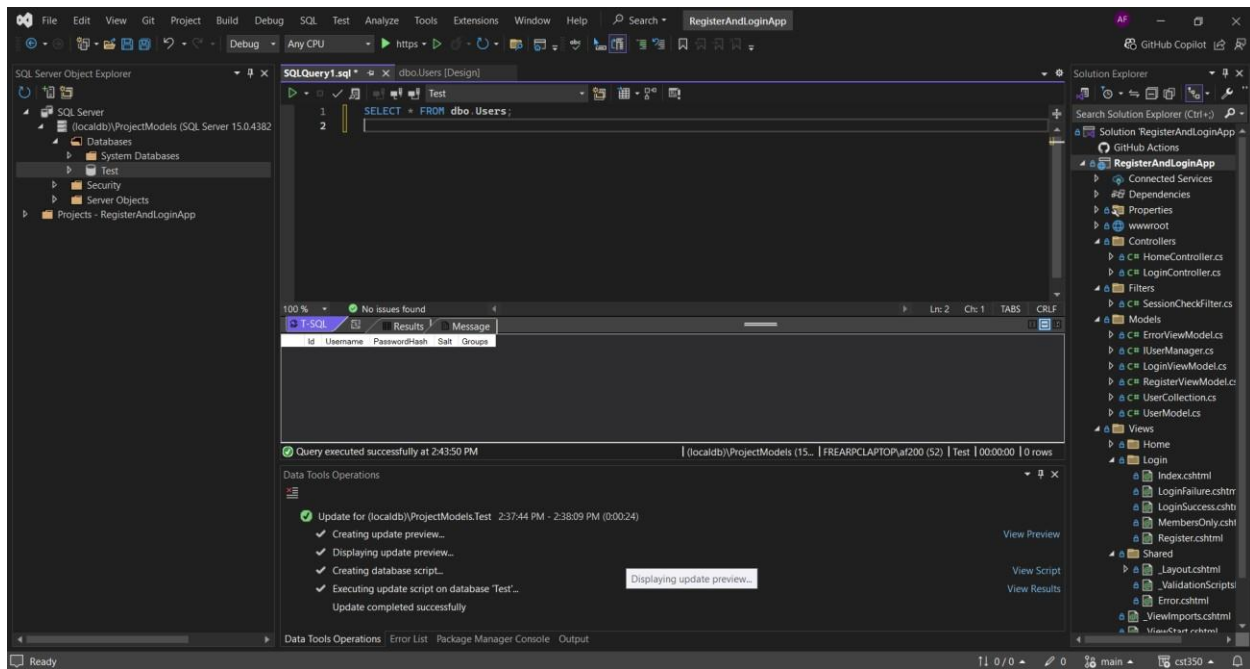 File Edit View Git Project Build Debug SQL Test Analyze Tools Extensions Window Help Search RegisterAndLoginApp AF
Debug Any CPU https GitHub Copilot
SQL Server Object Explorer
SQL Server
(localdb)\ProjectModels (SQL Server 15.0.4382
Databases
System Databases
Test
Security
Server Objects
Projects - RegisterAndLoginApp
SQLQuery1.sql * dbo.Users [Design]
Test
1 SELECT * FROM dbo.Users;
2
100 % No issues found Ln: 2 Ch: 1 TABS CRLF
T-SQL Results Message
Id Username PasswordHash Salt Groups
Query executed successfully at 2:43:50 PM (localdb)\ProjectModels (15... FREARPCLAPTOP\af200 (52) Test 00:00:00 0 rows
Data Tools Operations
Update for (localdb)\ProjectModels.Test 2:37:44 PM - 2:38:09 PM (0:00:24)
Creating update preview... View Preview
Displaying update preview...
Creating database script... View Script
Displaying update preview...
Executing update script on database 'Test'... View Results
Update completed successfully
Data Tools Operations Error List Package Manager Console Output
Solution Explorer
Search Solution Explorer (Ctrl+;)
Solution 'RegisterAndLoginApp
GitHub Actions
RegisterAndLoginApp
Connected Services
Dependencies
Properties
wwwroot
Controllers
C# HomeController.cs
C# LoginController.cs
Filters
C# SessionCheckFilter.cs
Models
C# ErrorViewModel.cs
C# IUserManager.cs
C# LoginViewModel.cs
C# RegisterViewModel.cs
C# UserCollection.cs
C# UserModel.cs
Views
Home
Login
Index.cshtml
LoginFailure.cshtm
LoginSuccess.cshtı
MembersOnly.csht
Register.cshtml
Shared
_Layout.cshtml
_ValidationScripts
Error.cshtml
_ViewImports.cshtml
_ViewStart.cshtml
Ready 0 / 0 0 main cst350